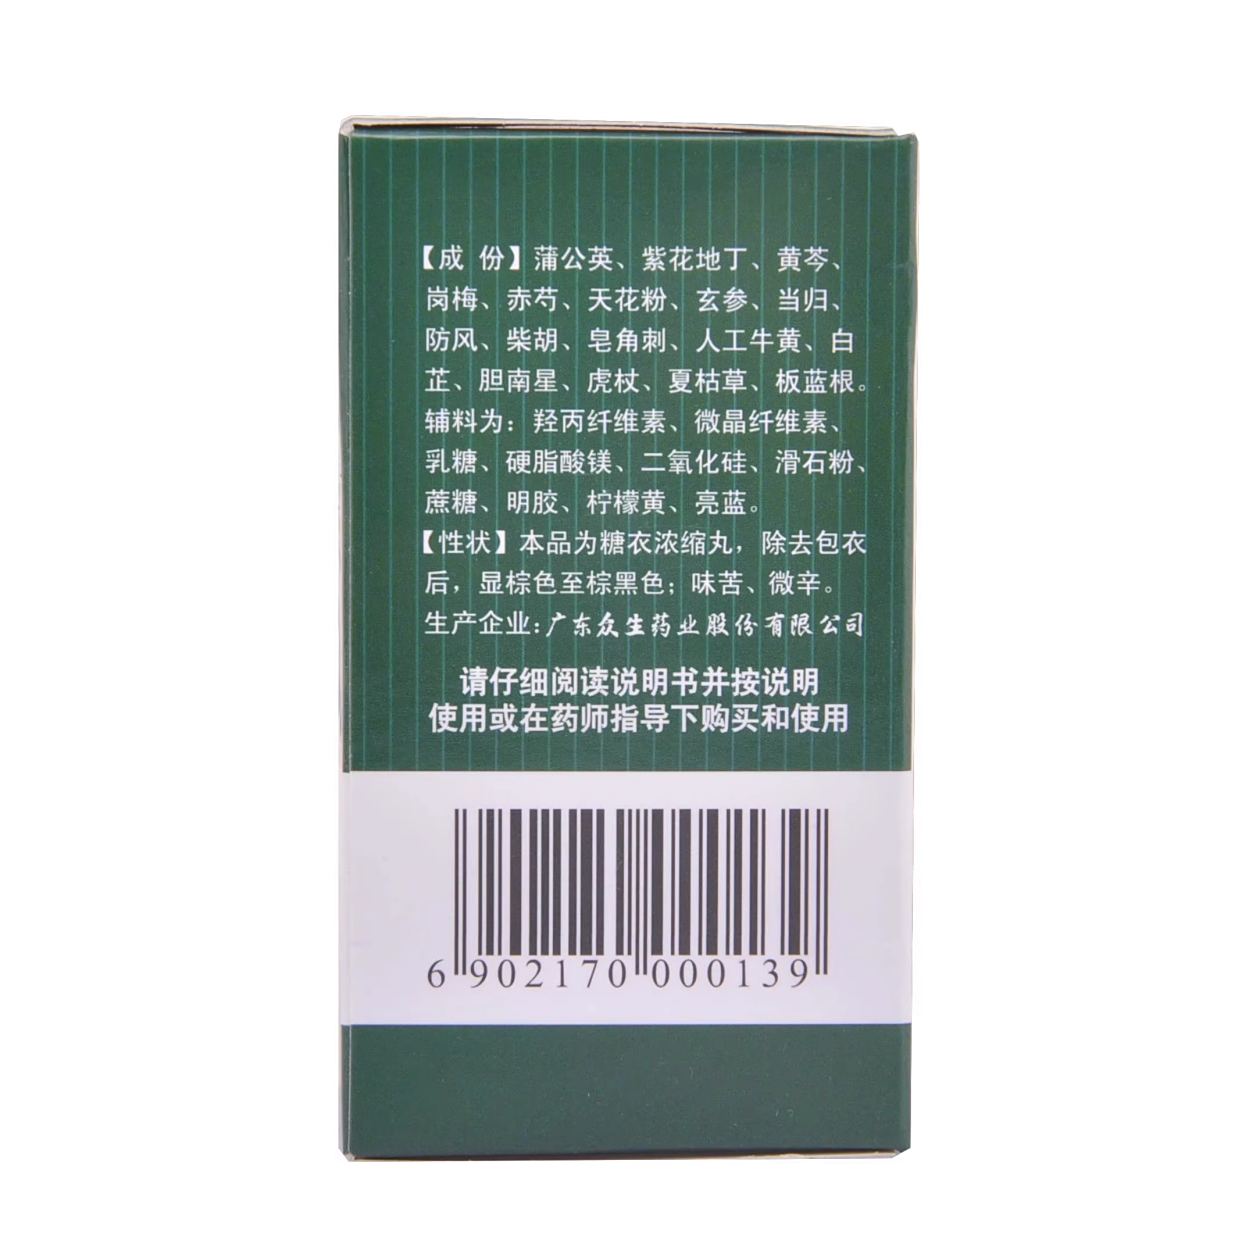 【成 份】蒲公英、紫花地丁、黄芩、
岗梅、赤芍、天花粉、玄参、当归、
防风、柴胡、皂角刺、人工牛黄、白
芷、胆南星、虎杖、夏枯草、板蓝根。
辅料为：羟丙纤维素、微晶纤维素、
乳糖、硬脂酸镁、二氧化硅、滑石粉、
蔗糖、明胶、柠檬黄、亮蓝。
【性状】本品为糖衣浓缩丸，除去包衣
后，显棕色至棕黑色；味苦、微辛。
生产企业：广东众生药业股份有限公司
请仔细阅读说明书并按说明
使用或在药师指导下购买和使用
6 902170 000139